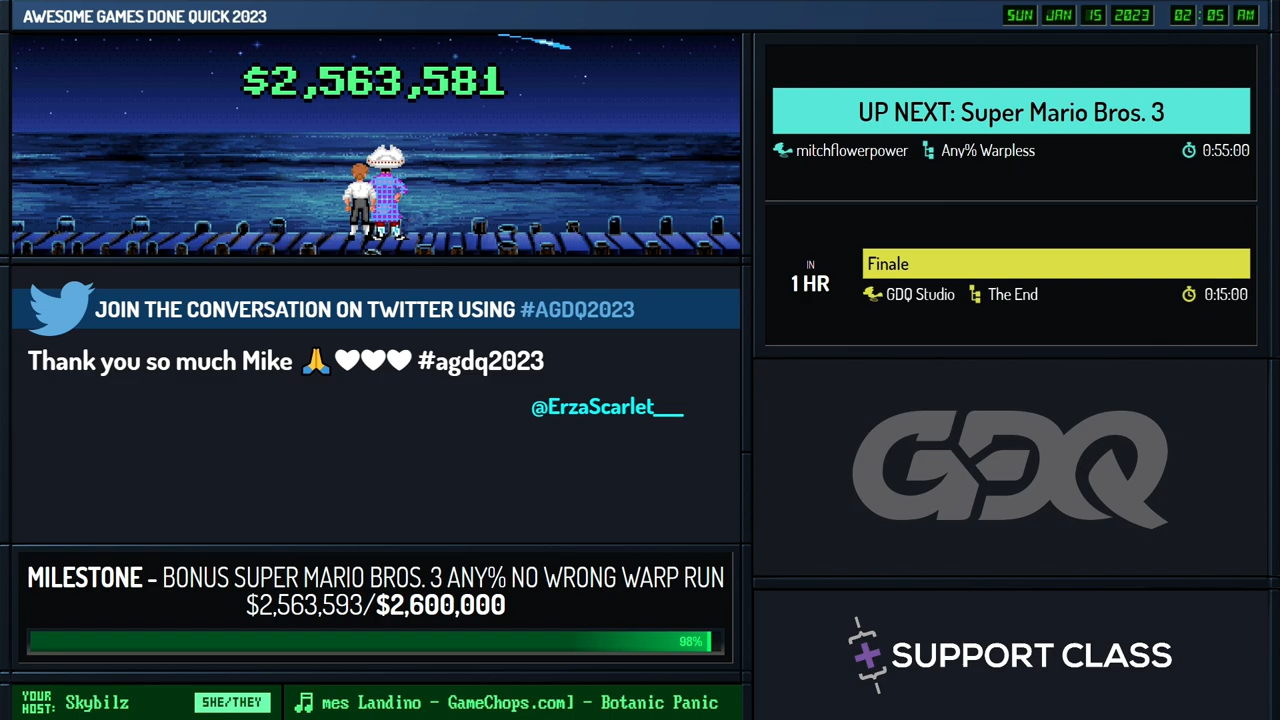 AWESOME GAMES DONE QUICK 2023
SUN JAN 15 2023 02:05 AM
$2,563,581
UP NEXT: Super Mario Bros. 3
mitchflowerpower Any% Warpless 0:55:00
IN
1 HR
Finale
GDQ Studio The End 0:15:00
JOIN THE CONVERSATION ON TWITTER USING #AGDQ2023
Thank you so much Mike 🙏🤍🤍🤍 #agdq2023
@ErzaScarlet___
GDQ
MILESTONE - BONUS SUPER MARIO BROS. 3 ANY% NO WRONG WARP RUN
$2,563,593/$2,600,000
98%
SUPPORT CLASS
YOUR HOST: Skybilz SHE/THEY
mes Landino - GameChops.com] - Botanic Panic